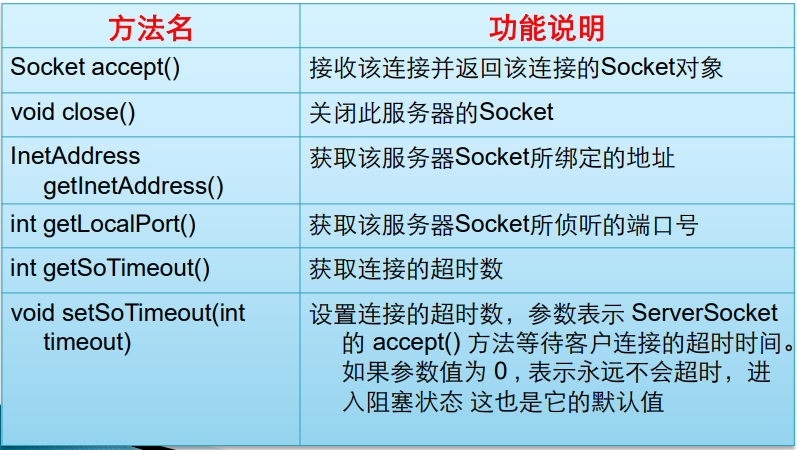 方法名
功能说明
Socket accept()
接收该连接并返回该连接的Socket对象
void close()
关闭此服务器的Socket
InetAddress
getInetAddress()
获取该服务器Socket所绑定的地址
int getLocalPort()
获取该服务器Socket所侦听的端口号
int getSoTimeout()
获取连接的超时数
void setSoTimeout(int
timeout)
设置连接的超时数，参数表示 ServerSocket
的 accept() 方法等待客户连接的超时时间。
如果参数值为 0 , 表示永远不会超时，进
入阻塞状态 这也是它的默认值